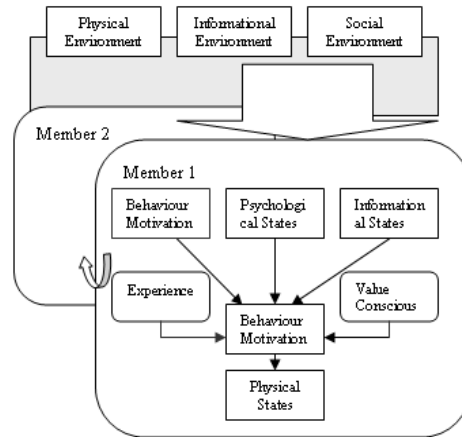 Physical
Environment
Informational
Environment
Social
Environment
Member 2
Member 1
Behaviour
Motivation
Psychologi
cal States
Information
al States
Experience
Value
Conscious
Behaviour
Motivation
Physical
States